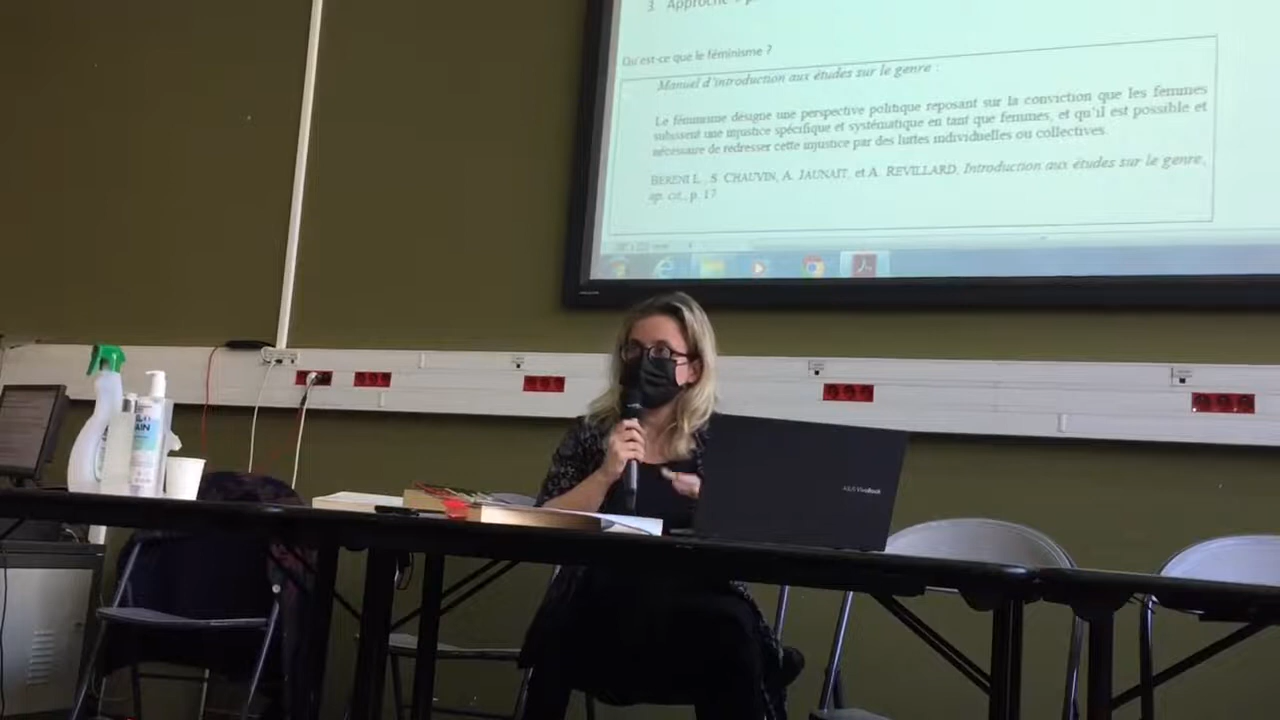 3. Approche
Qu'est-ce que le féminisme ?
Manuel d'introduction aux études sur le genre :
Le féminisme désigne une perspective politique reposant sur la conviction que les femmes
subissent une injustice spécifique et systématique en tant que femmes, et qu'il est possible et
nécessaire de redresser cette injustice par des luttes individuelles ou collectives.
BERENI L., S. CHAUVIN, A. JAUNAIT, et A. REVILLARD, Introduction aux études sur le genre,
op. cit., p. 17
VivoBook